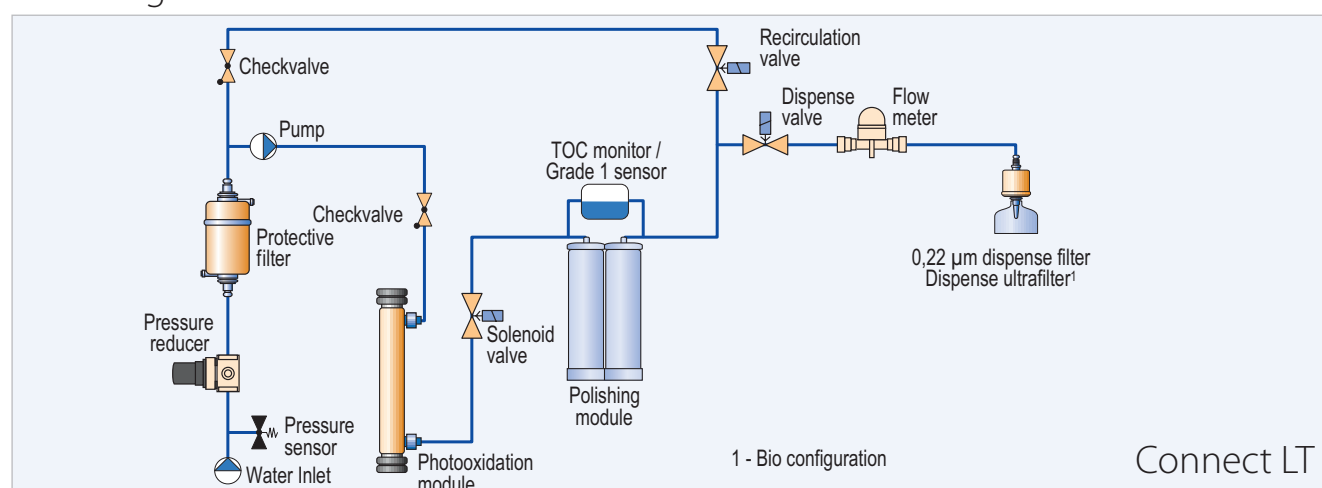 Checkvalve
Recirculation
valve
Dispense
valve
Flow
meter
Pump
TOC monitor /
Grade 1 sensor
Checkvalve
Protective
filter
0,22 µm dispense filter
Dispense ultrafilter¹
Pressure
reducer
Solenoid
valve
Polishing
module
Pressure
sensor
Water Inlet
Photooxidation
module
1 - Bio configuration
Connect LT